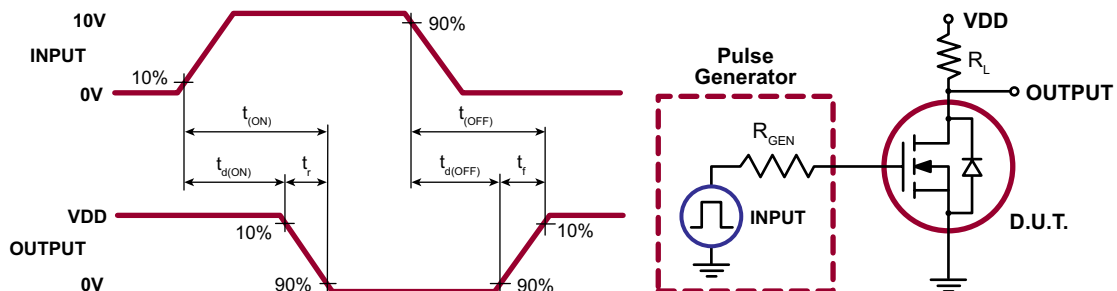 10V
INPUT
0V
10%
90%
t(ON)
t(OFF)
td(ON)
tr
td(OFF)
tf
VDD
OUTPUT
0V
10%
90%
90%
10%
Pulse
Generator
RGEN
INPUT
VDD
RL
OUTPUT
D.U.T.